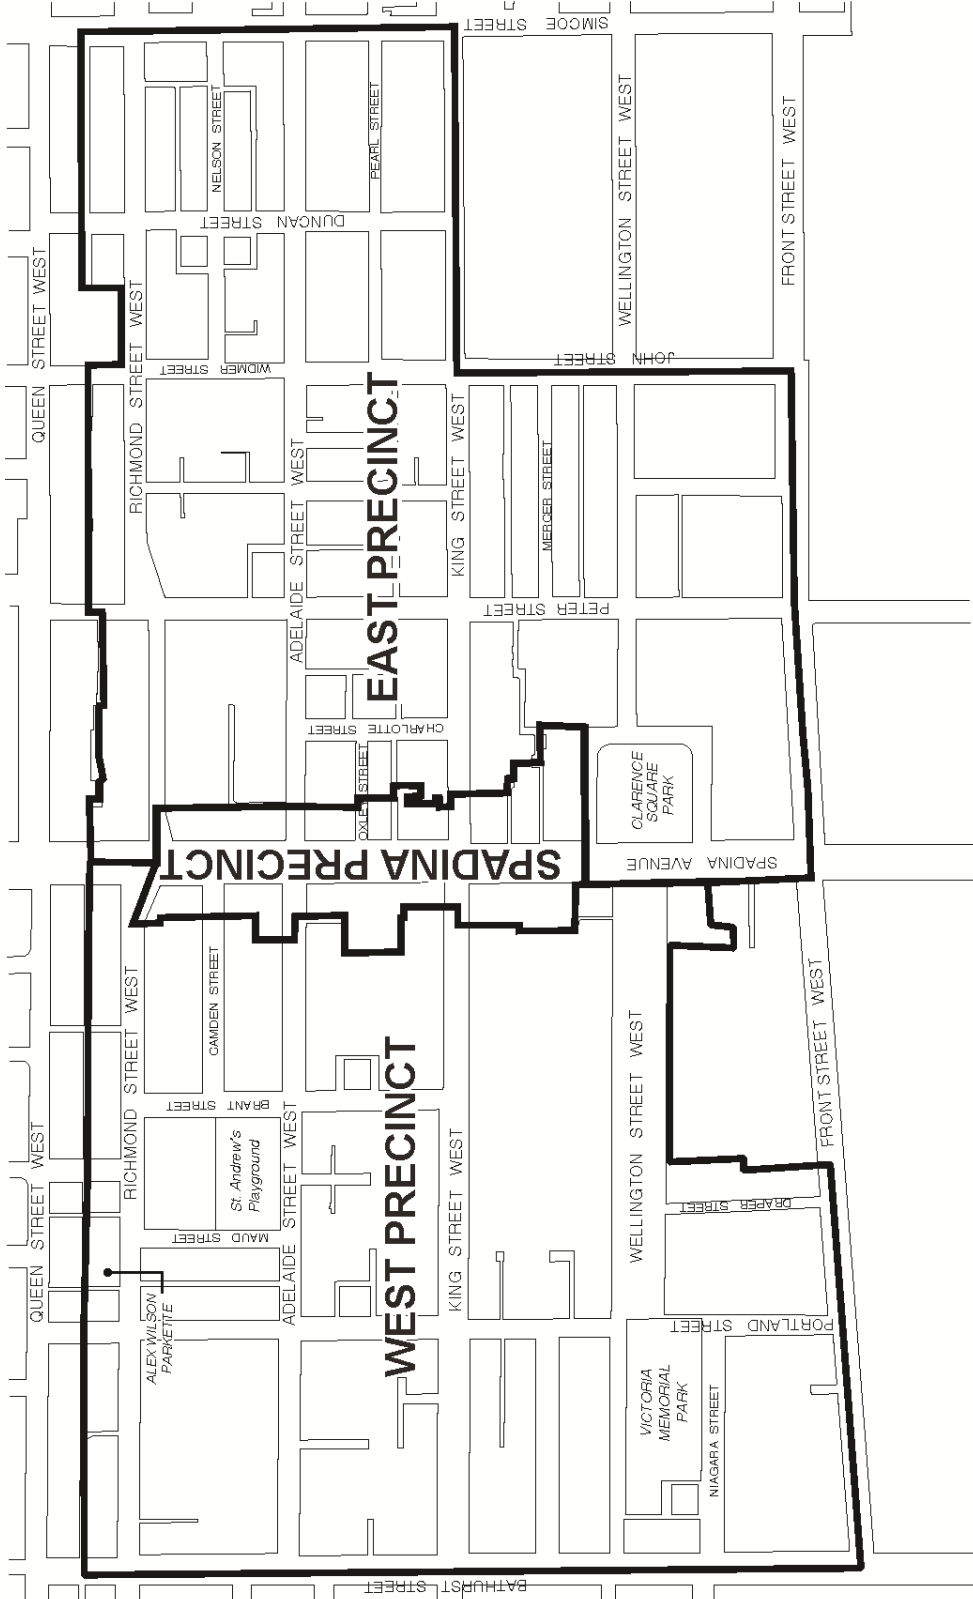 SIMCOE STREET
NELSON STREET
PEARL STREET
WELLINGTON STREET WEST
FRONT STREET WEST
DUNCAN STREET
QUEEN STREET WEST
RICHMOND STREET WEST
WIDMER STREET
JOHN STREET
EAST PRECINCT
ADELAIDE STREET WEST
KING STREET WEST
MERCER STREET
PETER STREET
CHARLOTTE STREET
OXLEY STREET
CLARENCE
SQUARE
PARK
SPADINA PRECINCT
SPADINA AVENUE
CAMDEN STREET
RICHMOND STREET WEST
WELLINGTON STREET WEST
FRONT STREET WEST
WEST PRECINCT
BRANT STREET
QUEEN STREET WEST
St. Andrew's
Playground
ADELAIDE STREET WEST
KING STREET WEST
MAUD STREET
DRAPER STREET
ALEX WILSON
PARKETTE
PORTLAND STREET
VICTORIA
MEMORIAL
PARK
NIAGARA STREET
BATHURST STREET